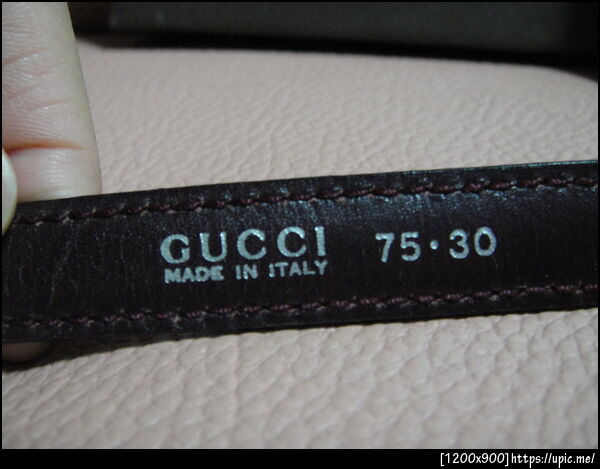 GUCCI 75·30
MADE IN ITALY
[1200x900]https://upic.me/